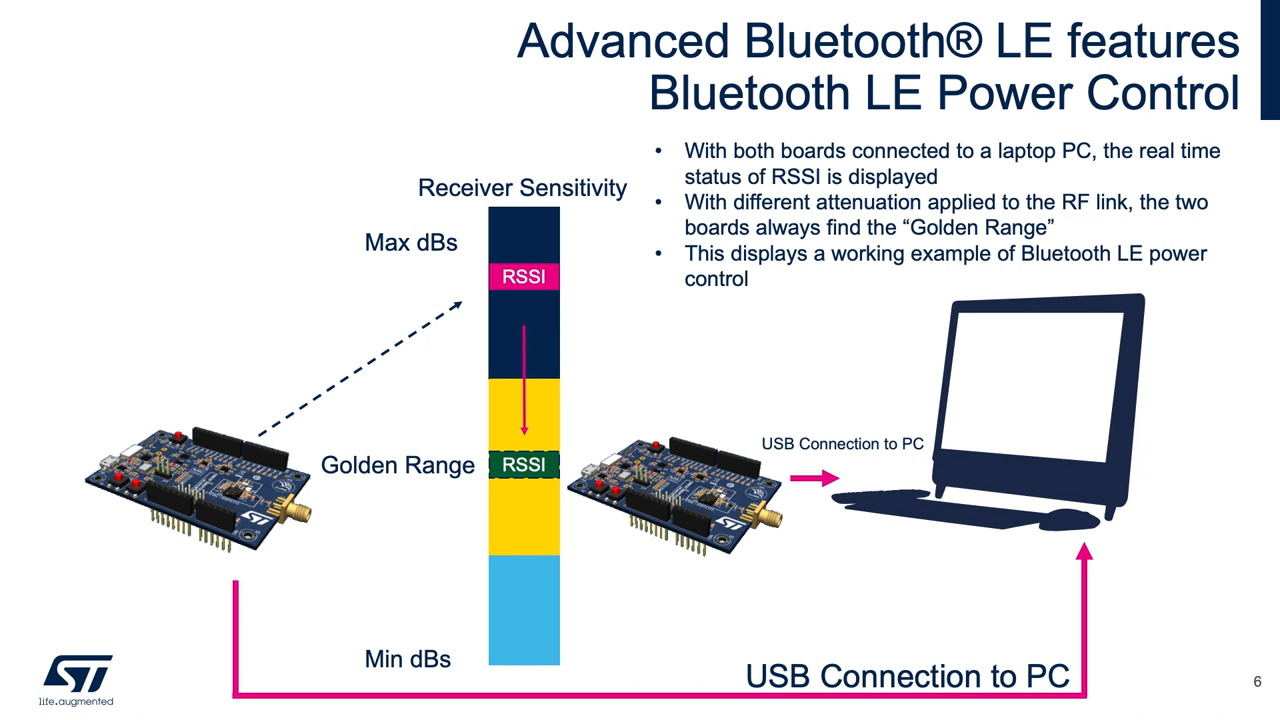 Advanced Bluetooth® LE features
Bluetooth LE Power Control
• With both boards connected to a laptop PC, the real time
status of RSSI is displayed
• With different attenuation applied to the RF link, the two
boards always find the “Golden Range”
• This displays a working example of Bluetooth LE power
control
Receiver Sensitivity
Max dBs
RSSI
Golden Range
RSSI
USB Connection to PC
Min dBs
USB Connection to PC
ST
life.augmented
6